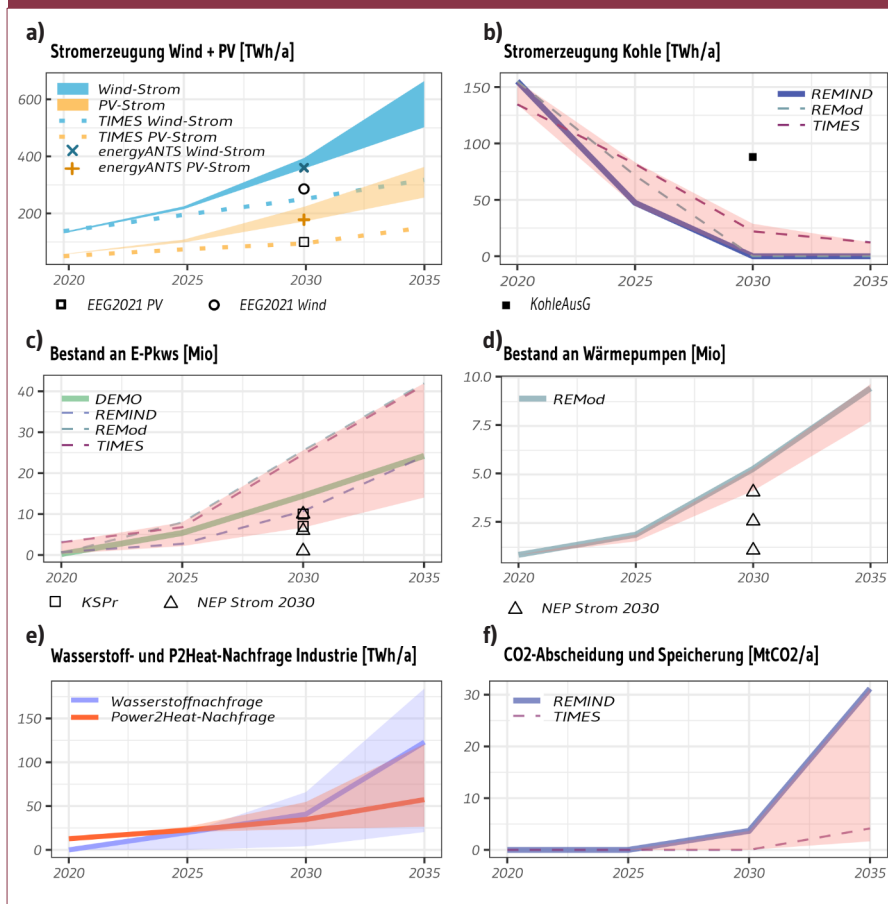 a)
Stromerzeugung Wind + PV [TWh/a]
Wind-Strom
PV-Strom
TIMES Wind-Strom
TIMES PV-Strom
energyANTS Wind-Strom
energyANTS PV-Strom
600
400
200
2020 2025 2030 2035
EEG2021 PV EEG2021 Wind
b)
Stromerzeugung Kohle [TWh/a]
REMIND
REMod
TIMES
150
100
50
0
2020 2025 2030 2035
KohleAusG
c)
Bestand an E-Pkws [Mio]
DEMO
REMIND
REMod
TIMES
40
30
20
10
0
2020 2025 2030 2035
KSPr NEP Strom 2030
d)
Bestand an Wärmepumpen [Mio]
REMod
10.0
7.5
5.0
2.5
2020 2025 2030 2035
NEP Strom 2030
e)
Wasserstoff- und P2Heat-Nachfrage Industrie [TWh/a]
Wasserstoffnachfrage
Power2Heat-Nachfrage
150
100
50
0
2020 2025 2030 2035
f)
CO2-Abscheidung und Speicherung [MtCO2/a]
REMIND
TIMES
30
20
10
0
2020 2025 2030 2035